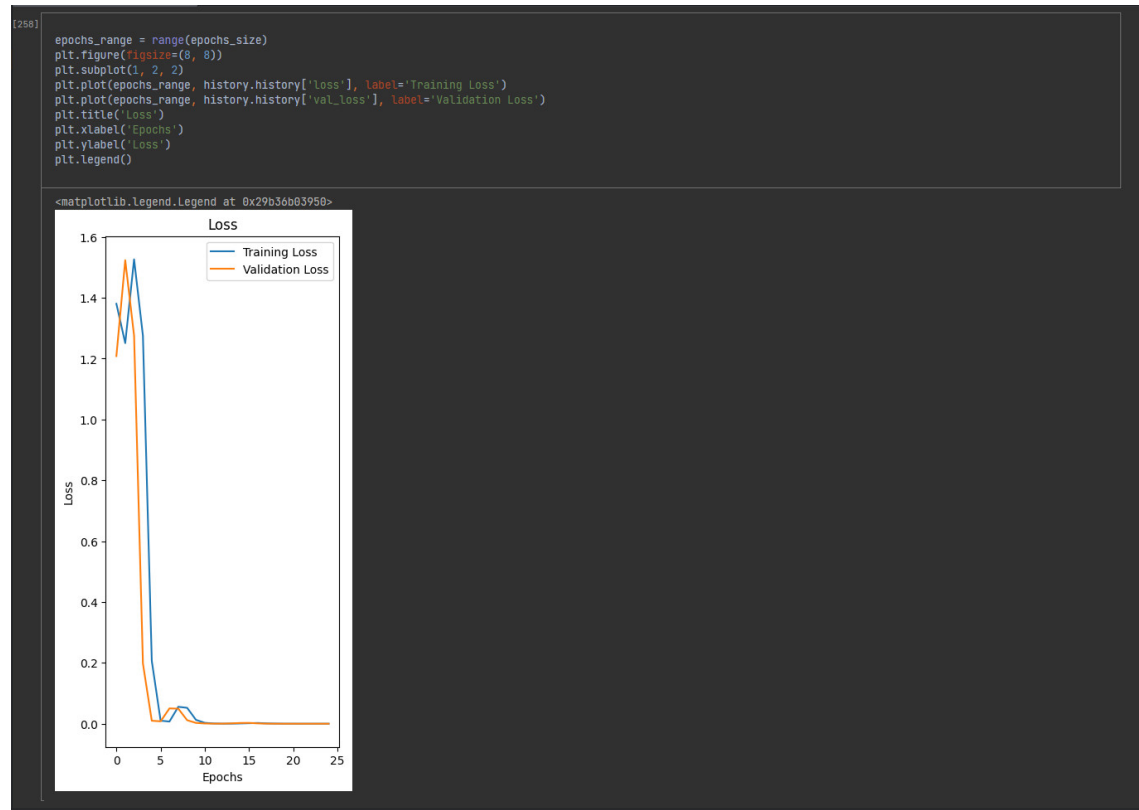 [258]
epochs_range = range(epochs_size)
plt.figure(figsize=(8, 8))
plt.subplot(1, 2, 2)
plt.plot(epochs_range, history.history['loss'], label='Training Loss')
plt.plot(epochs_range, history.history['val_loss'], label='Validation Loss')
plt.title('Loss')
plt.xlabel('Epochs')
plt.ylabel('Loss')
plt.legend()
<matplotlib.legend.Legend at 0x29b36b03950>
Loss
Training Loss
Validation Loss
1.6
1.4
1.2
1.0
0.8
0.6
0.4
0.2
0.0
Loss
0 5 10 15 20 25
Epochs